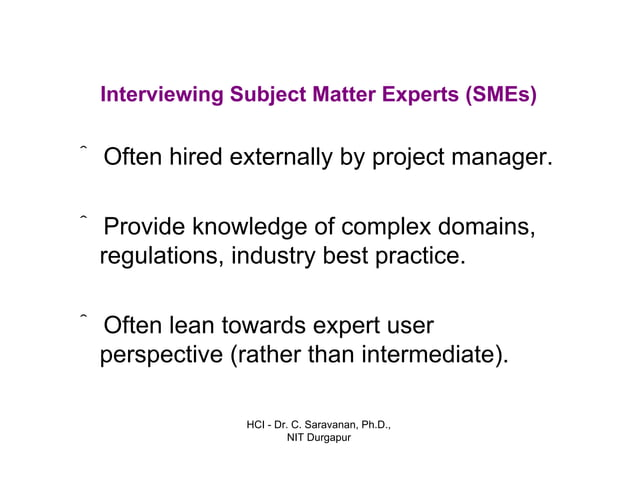 Interviewing Subject Matter Experts (SMEs)
ˆ Often hired externally by project manager.
ˆ Provide knowledge of complex domains,
regulations, industry best practice.
ˆ Often lean towards expert user
perspective (rather than intermediate).
HCI - Dr. C. Saravanan, Ph.D.,
NIT Durgapur